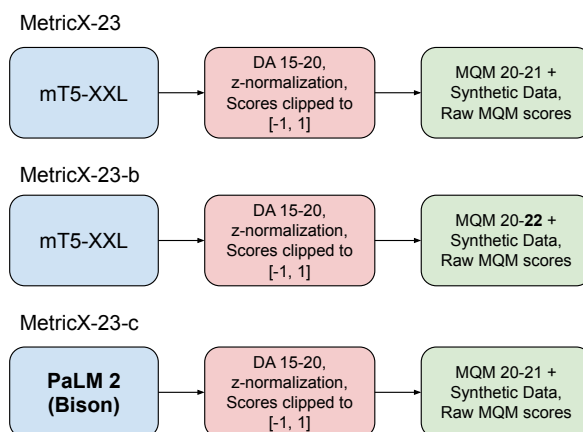 MetricX-23
mT5-XXL
DA 15-20,
z-normalization,
Scores clipped to
[-1, 1]
MQM 20-21 +
Synthetic Data,
Raw MQM scores
MetricX-23-b
mT5-XXL
DA 15-20,
z-normalization,
Scores clipped to
[-1, 1]
MQM 20-22 +
Synthetic Data,
Raw MQM scores
MetricX-23-c
PaLM 2
(Bison)
DA 15-20,
z-normalization,
Scores clipped to
[-1, 1]
MQM 20-21 +
Synthetic Data,
Raw MQM scores